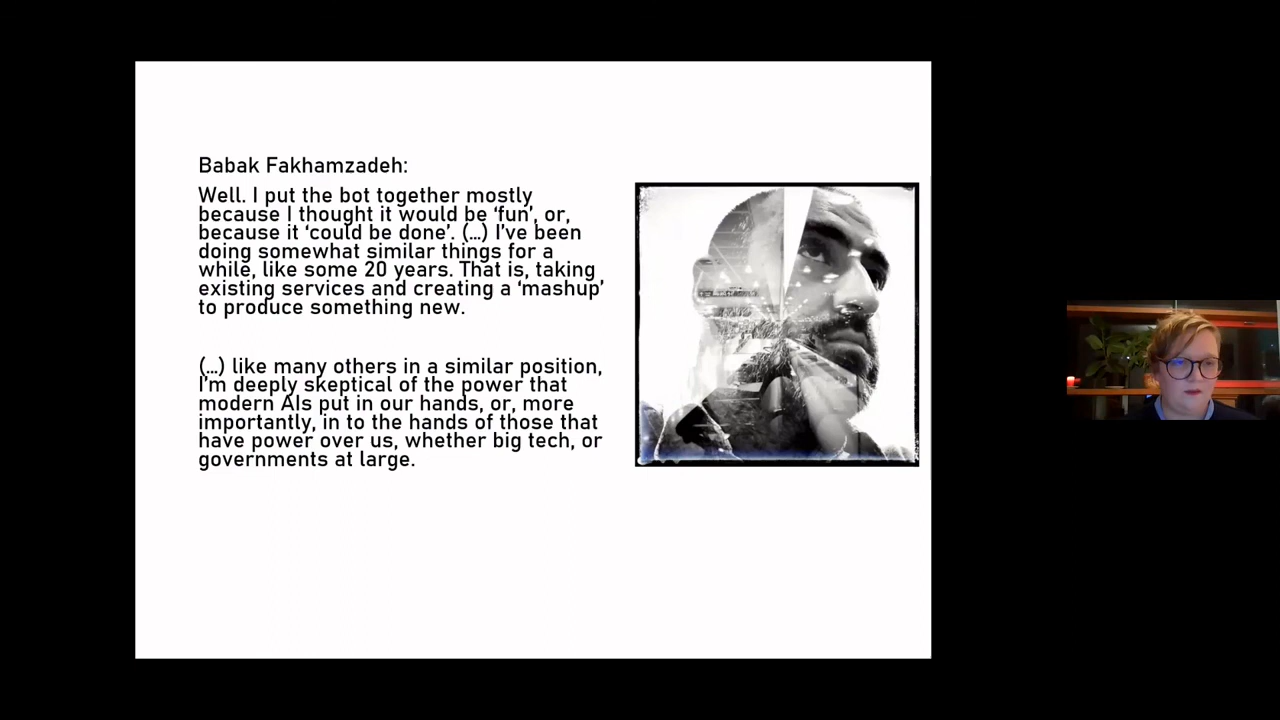 Babak Fakhamzadeh:
Well. I put the bot together mostly
because I thought it would be ‘fun’, or,
because it ‘could be done’. (…) I’ve been
doing somewhat similar things for a
while, like some 20 years. That is, taking
existing services and creating a ‘mashup’
to produce something new.
(…) like many others in a similar position,
I’m deeply skeptical of the power that
modern AIs put in our hands, or, more
importantly, in to the hands of those that
have power over us, whether big tech, or
governments at large.